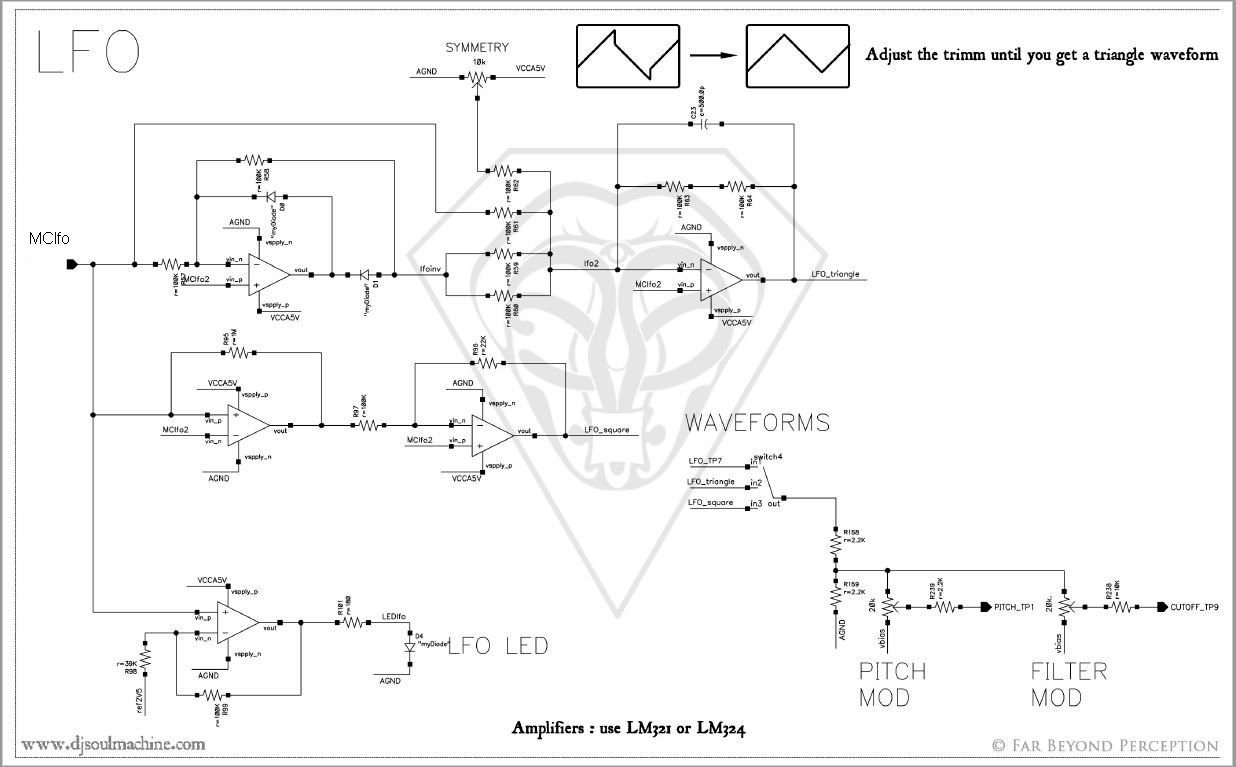 LFO
SYMMETRY
10k
AGND
VCCA5V
Adjust the trimm until you get a triangle waveform
C23
c=500.0p
r=100K
R58
"myDiode"
D8
AGND
vspply_n
MClfo
r=100K
vin_n
vin_p
MClfo2
vout
vspply_p
VCCA5V
"myDiode"
D1
lfoinv
r=100K
R62
r=100K
R61
r=100K
R59
r=100K
R60
lfo2
r=100K
R63
r=100K
R64
AGND
vspply_n
vin_n
MClfo2
vin_p
vout
LFO_triangle
vspply_p
VCCA5V
R95
r=1M
VCCA5V
vspply_p
vin_p
MClfo2
vin_n
vout
vspply_n
AGND
R97
r=100K
R96
r=22K
AGND
vspply_n
vin_n
MClfo2
vin_p
vout
LFO_square
vspply_p
VCCA5V
WAVEFORMS
switch4
LFO_TP7
in1
LFO_triangle
in2
LFO_square
in3
out
R158
r=2.2K
R159
r=2.2K
AGND
20k
vbias
R239
r=2.2K
PITCH_TP1
20k
vbias
R238
r=10K
CUTOFF_TP9
PITCH
MOD
FILTER
MOD
VCCA5V
vspply_p
vin_p
vin_n
vout
vspply_n
AGND
r=39K
R98
ref2V5
r=100K
R99
R101
r=100
LEDlfo
D4
"myDiode"
AGND
LFO LED
Amplifiers : use LM321 or LM324
www.djsoulmachine.com
© FAR BEYOND PERCEPTION